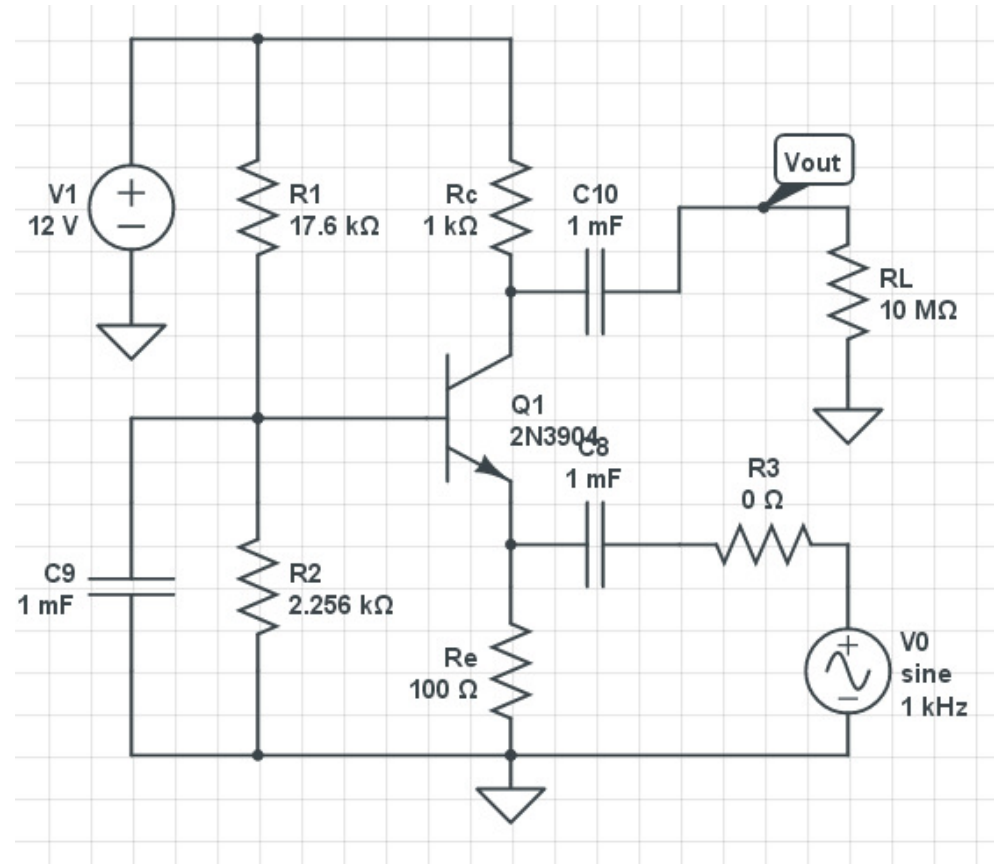 Vout
V1
12 V
+
−
R1
17.6 kΩ
Rc
1 kΩ
C10
1 mF
RL
10 MΩ
Q1
2N3904
C8
1 mF
R3
0 Ω
C9
1 mF
R2
2.256 kΩ
Re
100 Ω
+
−
V0
sine
1 kHz